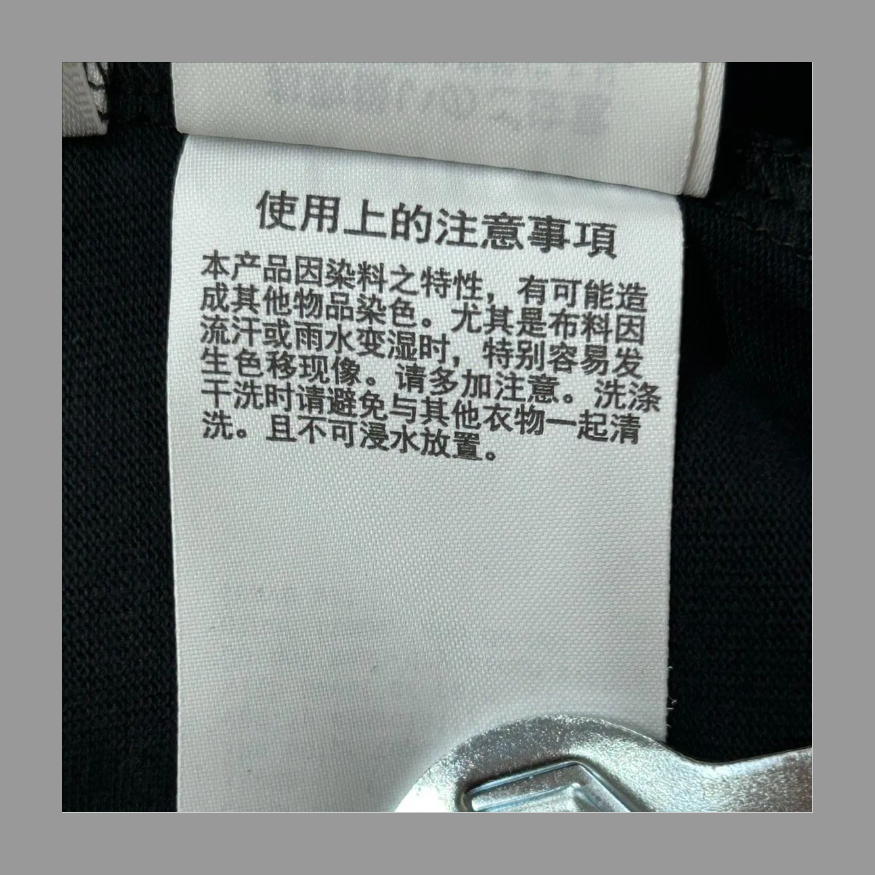 使用上的注意事項
本产品因染料之特性，有可能造
成其他物品染色。尤其是布料因
流汗或雨水变湿时，特别容易发
生色移现像。请多加注意。洗涤
干洗时请避免与其他衣物一起清
洗。且不可浸水放置。